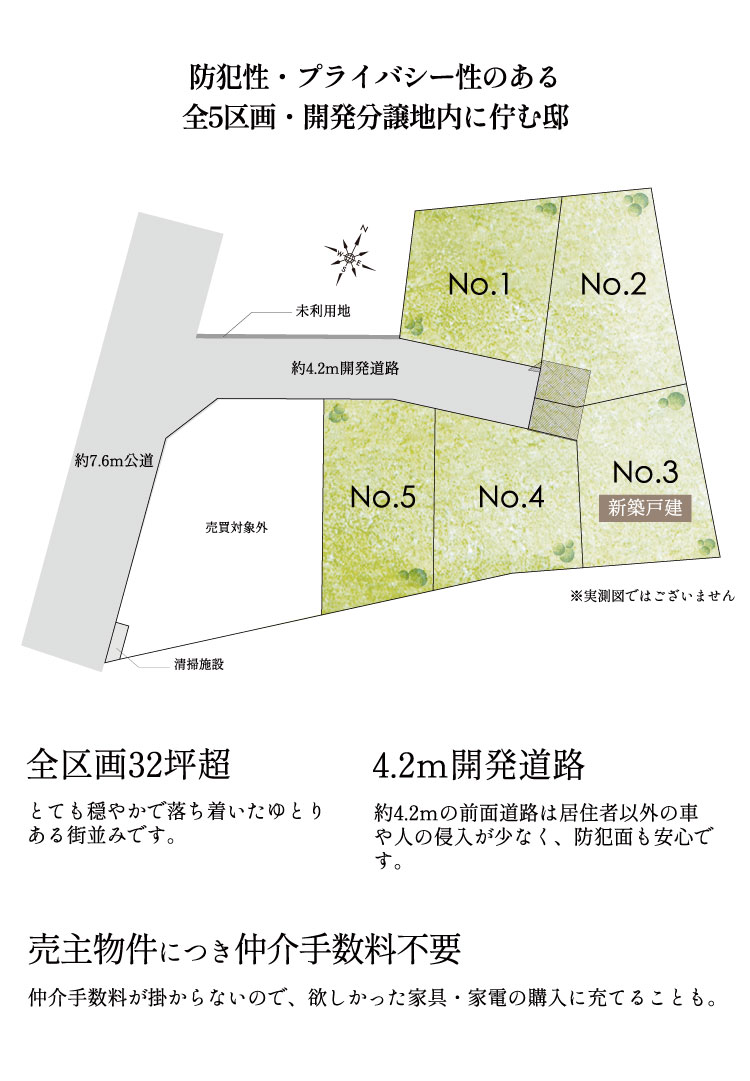 防犯性・プライバシー性のある
全5区画・開発分譲地内に佇む邸
N
W
E
S
未利用地
No.1
No.2
約4.2m開発道路
約7.6m公道
No.3
新築戸建
No.5
No.4
売買対象外
※実測図ではございません
清掃施設
全区画32坪超
とても穏やかで落ち着いたゆとり
ある街並みです。
4.2m開発道路
約4.2mの前面道路は居住者以外の車
や人の侵入が少なく、防犯面も安心で
す。
売主物件につき仲介手数料不要
仲介手数料が掛からないので、欲しかった家具・家電の購入に充てることも。